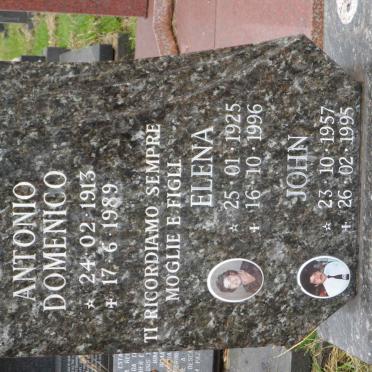 ANTONIO
DOMENICO
☆ 24·02·1913
+ 17·6·1989
TI RICORDIAMO SEMPRE
MOGLIE E FIGLI
ELENA
☆ 25·01·1925
+ 16·10·1996
JOHN
☆ 23·10·1957
+ 26·02·1995